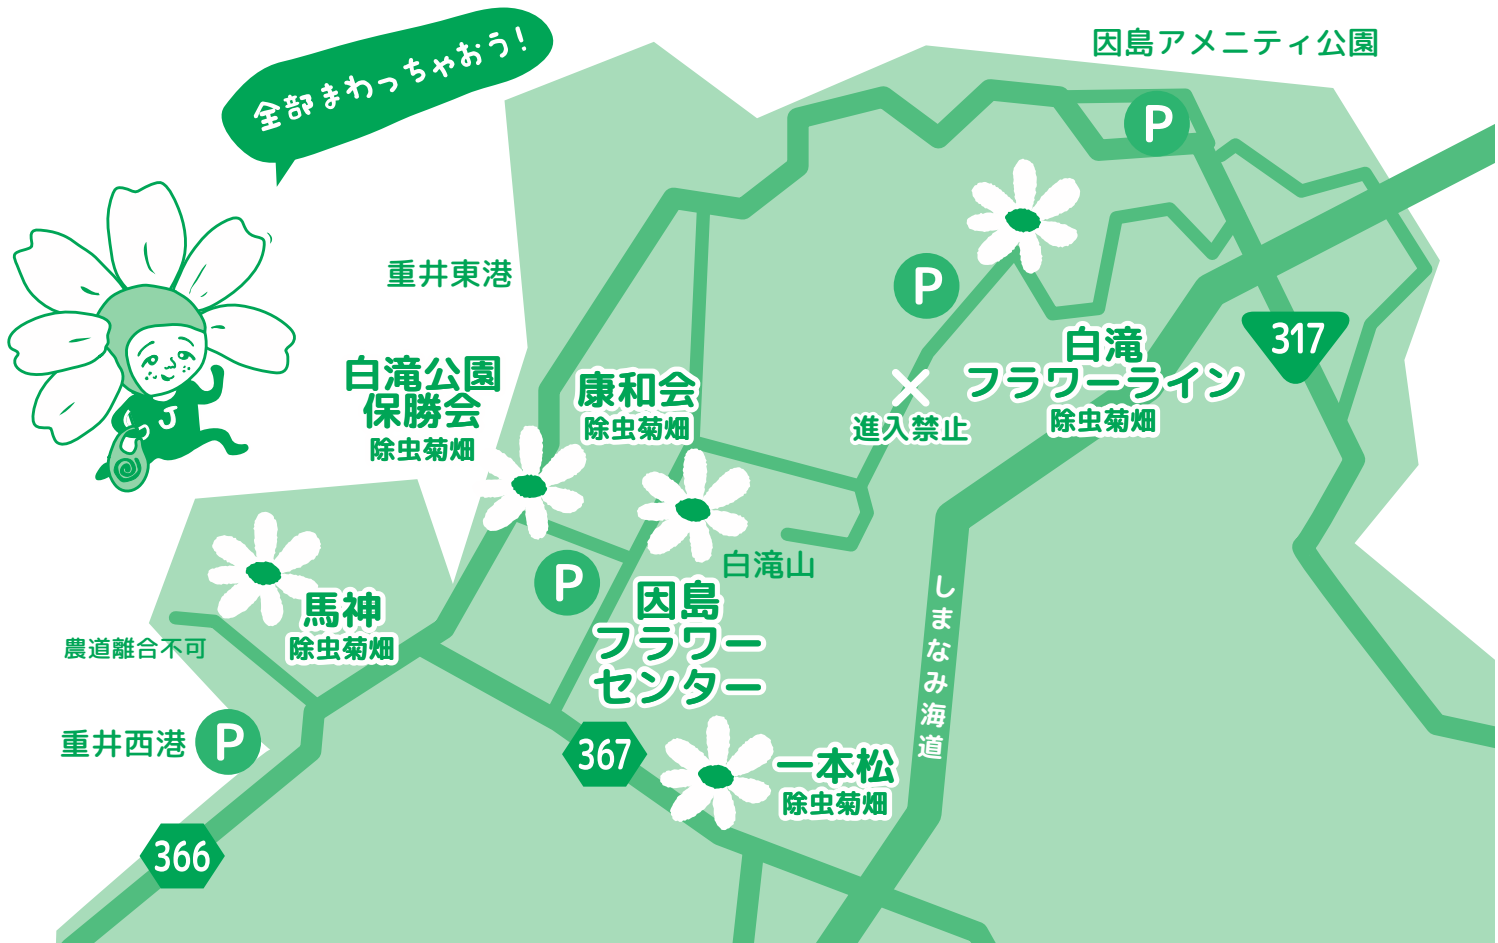 全部まわっちゃおう!
因島アメニティ公園
P
重井東港
P
317
白滝
フラワーライン
除虫菊畑
白滝公園
保勝会
除虫菊畑
康和会
除虫菊畑
進入禁止
J
白滝山
P
因島
フラワー
センター
しまなみ海道
馬神
除虫菊畑
農道離合不可
重井西港
P
367
一本松
除虫菊畑
366